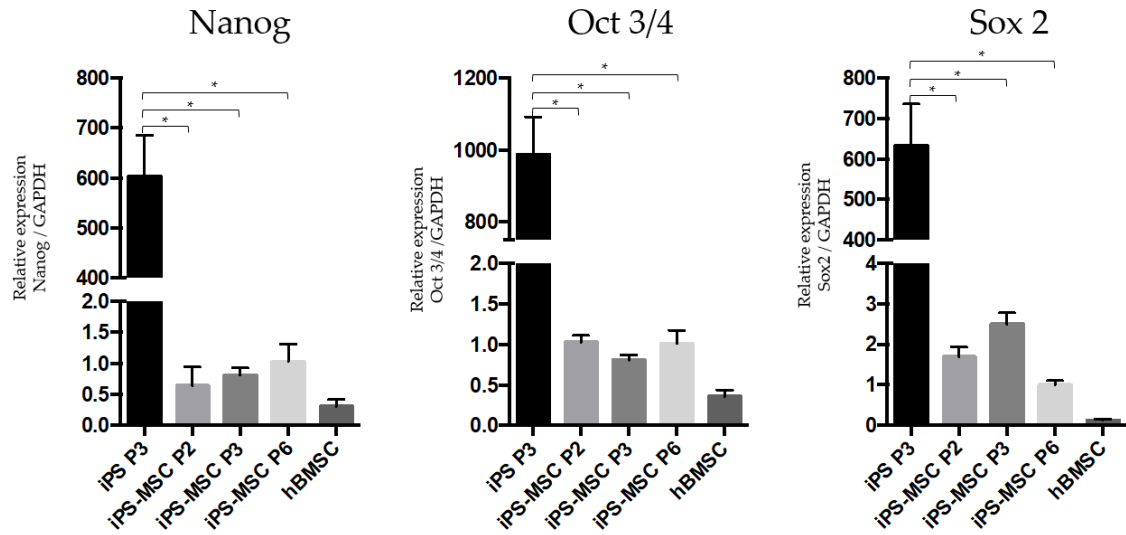 Nanog
Relative expression
Nanog / GAPDH
800
700
600
500
400
2.0
1.5
1.0
0.5
0.0
*
*
*
iPS P3
iPS-MSC P2
iPS-MSC P3
iPS-MSC P6
hBMSC
Oct 3/4
Relative expression
Oct 3/4 /GAPDH
1200
1000
800
2.0
1.5
1.0
0.5
0.0
*
*
*
iPS P3
iPS-MSC P2
iPS-MSC P3
iPS-MSC P6
hBMSC
Sox 2
Relative expression
Sox2 / GAPDH
800
700
600
500
400
4
3
2
1
0
*
*
*
iPS P3
iPS-MSC P2
iPS-MSC P3
iPS-MSC P6
hBMSC